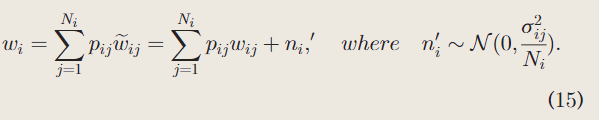 w_i = \sum_{j=1}^{N_i} p_{ij} \widetilde{w}_{ij} = \sum_{j=1}^{N_i} p_{ij} w_{ij} + n_i,' \quad where \quad n_i' \sim \mathcal{N}(0, \frac{\sigma_{ij}^2}{N_i}).
(15)